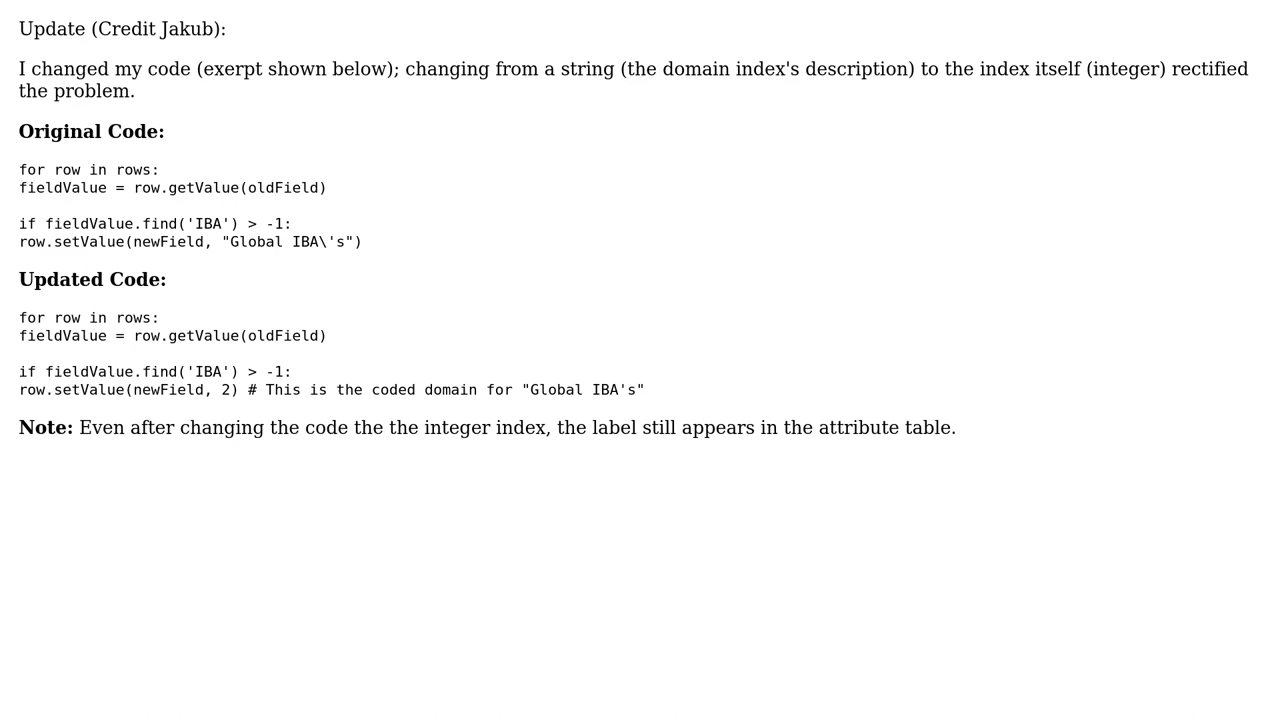 Update (Credit Jakub):
I changed my code (exerpt shown below); changing from a string (the domain index's description) to the index itself (integer) rectified
the problem.
Original Code:
for row in rows:
fieldValue = row.getValue(oldField)
if fieldValue.find('IBA') > -1:
row.setValue(newField, "Global IBA\'s")
Updated Code:
for row in rows:
fieldValue = row.getValue(oldField)
if fieldValue.find('IBA') > -1:
row.setValue(newField, 2) # This is the coded domain for "Global IBA's"
Note: Even after changing the code the the integer index, the label still appears in the attribute table.